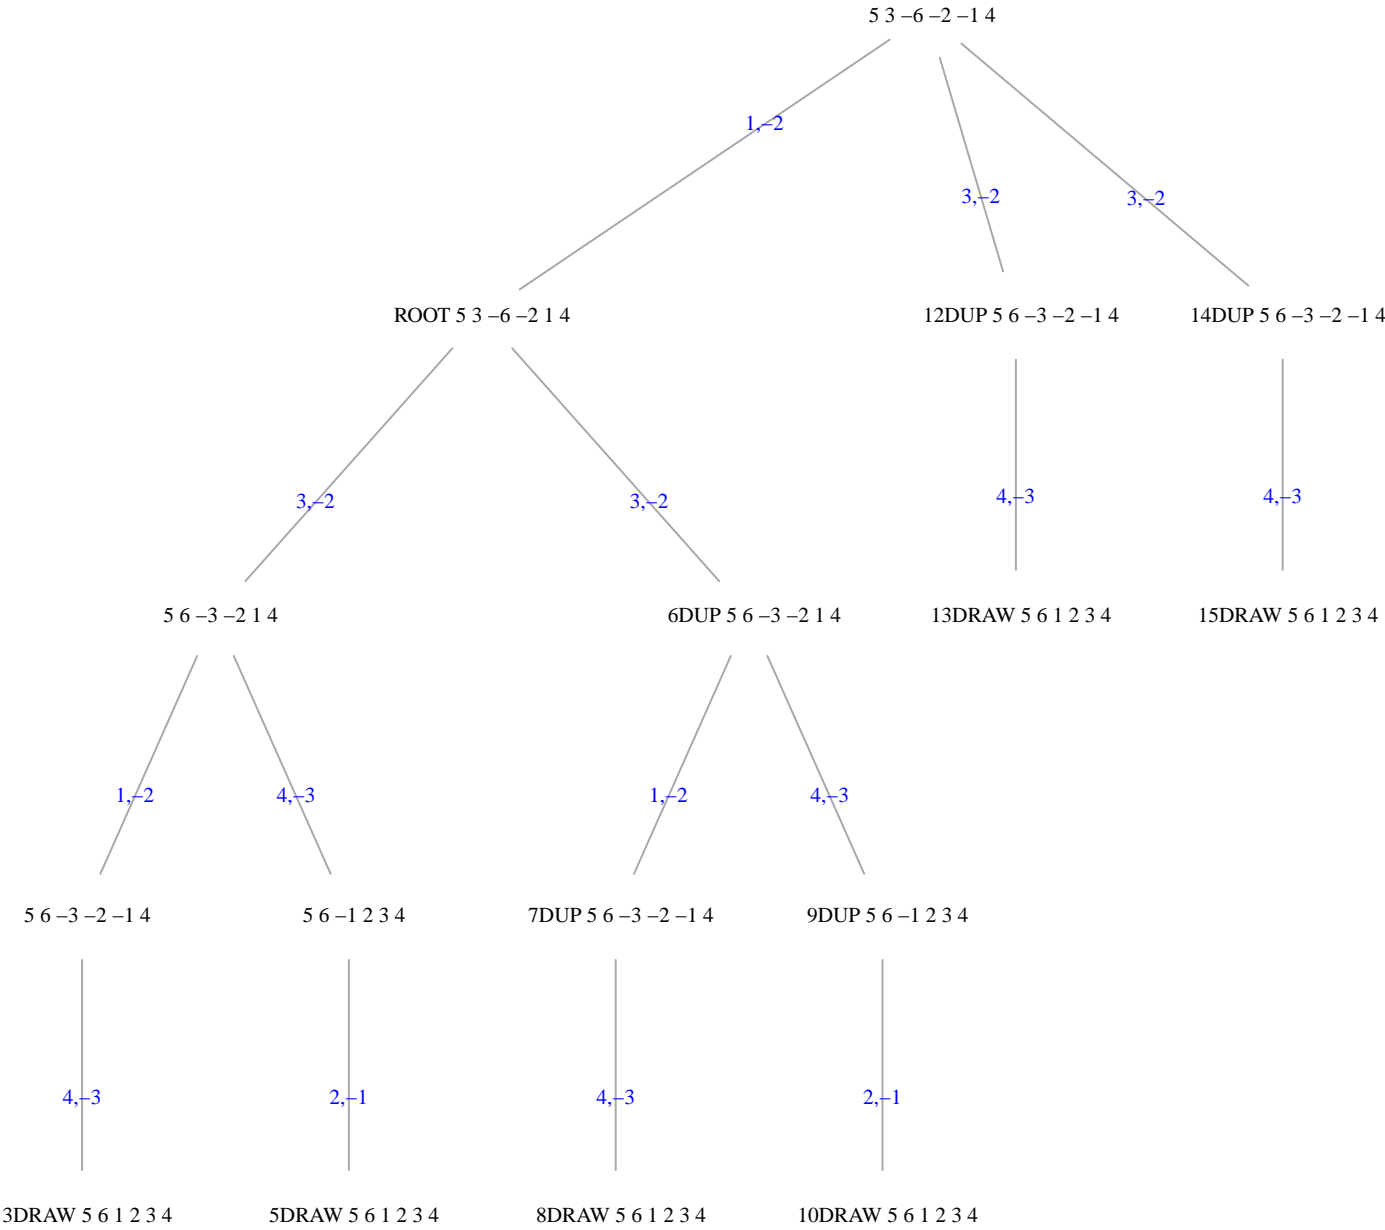 5 3 –6 –2 –1 4
1,–2
3,–2
3,–2
ROOT 5 3 –6 –2 1 4
12DUP 5 6 –3 –2 –1 4
14DUP 5 6 –3 –2 –1 4
3,–2
3,–2
4,–3
4,–3
5 6 –3 –2 1 4
6DUP 5 6 –3 –2 1 4
13DRAW 5 6 1 2 3 4
15DRAW 5 6 1 2 3 4
1,–2
4,–3
1,–2
4,–3
5 6 –3 –2 –1 4
5 6 –1 2 3 4
7DUP 5 6 –3 –2 –1 4
9DUP 5 6 –1 2 3 4
4,–3
2,–1
4,–3
2,–1
3DRAW 5 6 1 2 3 4
5DRAW 5 6 1 2 3 4
8DRAW 5 6 1 2 3 4
10DRAW 5 6 1 2 3 4